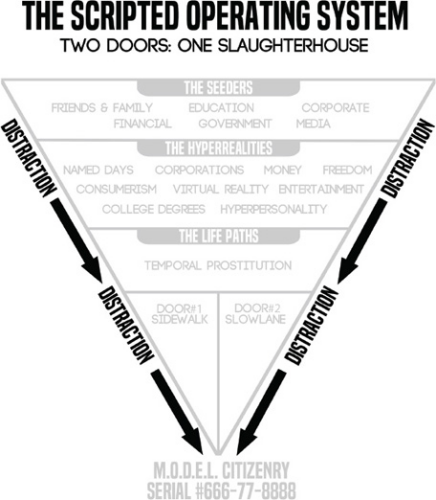 THE SCRIPTED OPERATING SYSTEM
TWO DOORS: ONE SLAUGHTERHOUSE
THE SEEDERS
FRIENDS & FAMILY EDUCATION CORPORATE
FINANCIAL GOVERNMENT MEDIA
THE HYPERREALITIES
NAMED DAYS CORPORATIONS MONEY FREEDOM
CONSUMERISM VIRTUAL REALITY ENTERTAINMENT
COLLEGE DEGREES HYPERPERSONALITY
THE LIFE PATHS
TEMPORAL PROSTITUTION
DOOR#1
SIDEWALK
DOOR#2
SLOWLANE
DISTRACTION
DISTRACTION
DISTRACTION
DISTRACTION
M.O.D.E.L. CITIZENRY
SERIAL #666-77-8888